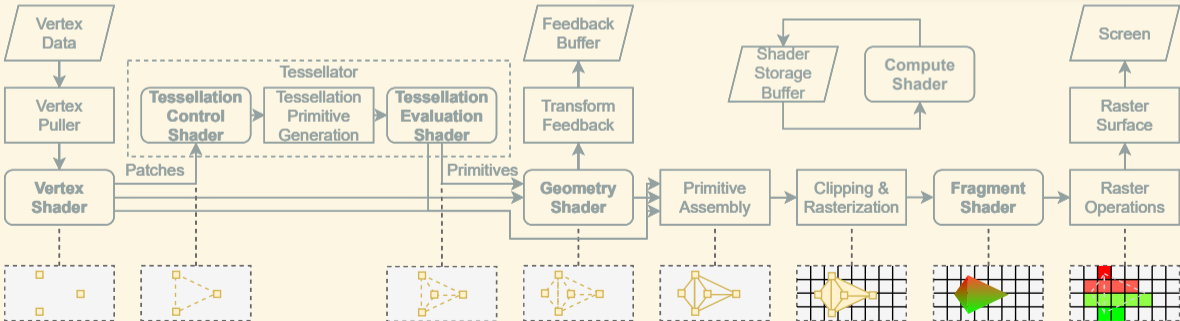 Vertex
Data
Feedback
Buffer
Screen
Shader
Storage
Buffer
Compute
Shader
Tessellator
Vertex
Puller
Tessellation
Control
Shader
Tessellation
Primitive
Generation
Tessellation
Evaluation
Shader
Transform
Feedback
Raster
Surface
Patches
Primitives
Vertex
Shader
Geometry
Shader
Primitive
Assembly
Clipping &
Rasterization
Fragment
Shader
Raster
Operations